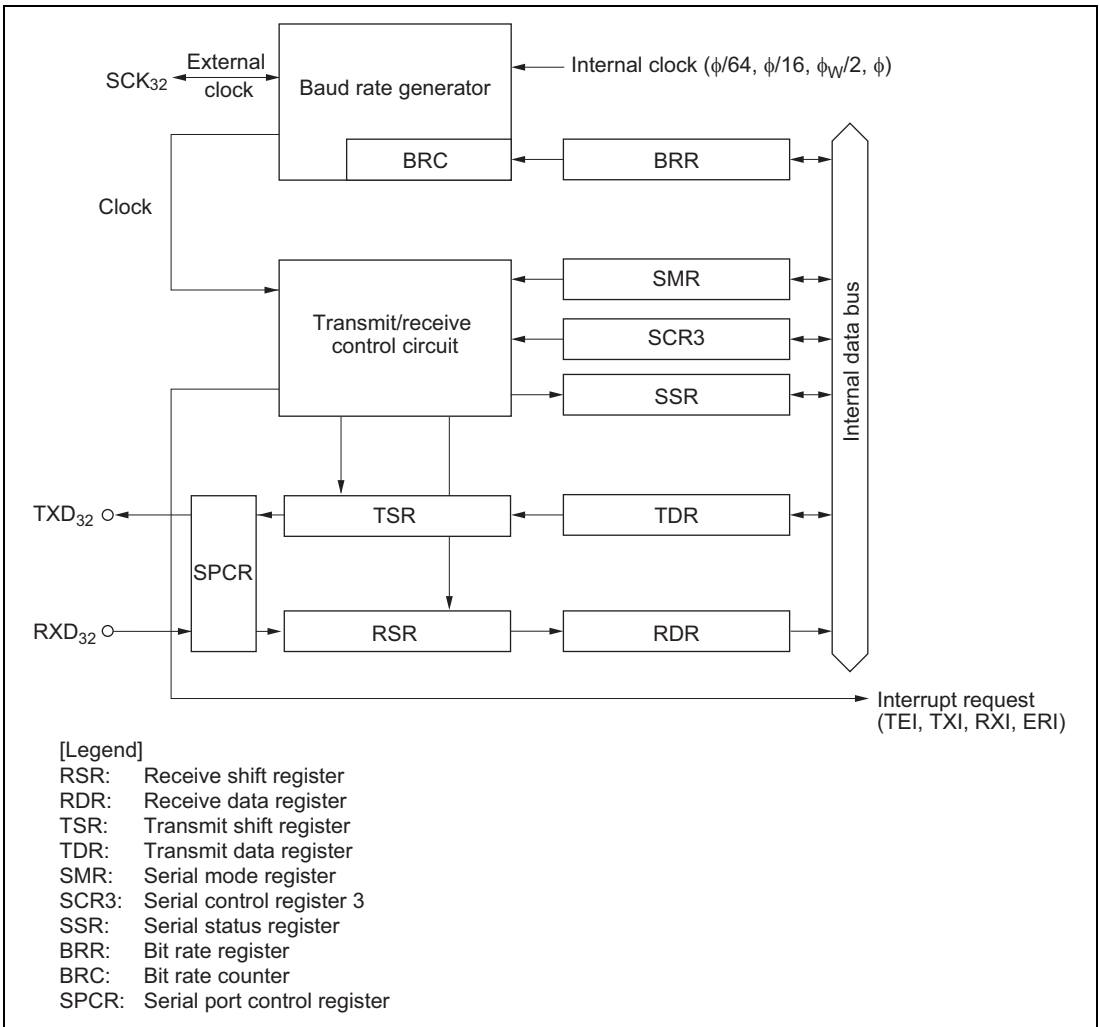 SCK32
External
clock
Baud rate generator
Internal clock (ϕ/64, ϕ/16, ϕW/2, ϕ)
BRC
BRR
Clock
Transmit/receive
control circuit
SMR
SCR3
SSR
Internal data bus
TXD32
SPCR
TSR
TDR
RXD32
RSR
RDR
Interrupt request
(TEI, TXI, RXI, ERI)
[Legend]
RSR: Receive shift register
RDR: Receive data register
TSR: Transmit shift register
TDR: Transmit data register
SMR: Serial mode register
SCR3: Serial control register 3
SSR: Serial status register
BRR: Bit rate register
BRC: Bit rate counter
SPCR: Serial port control register